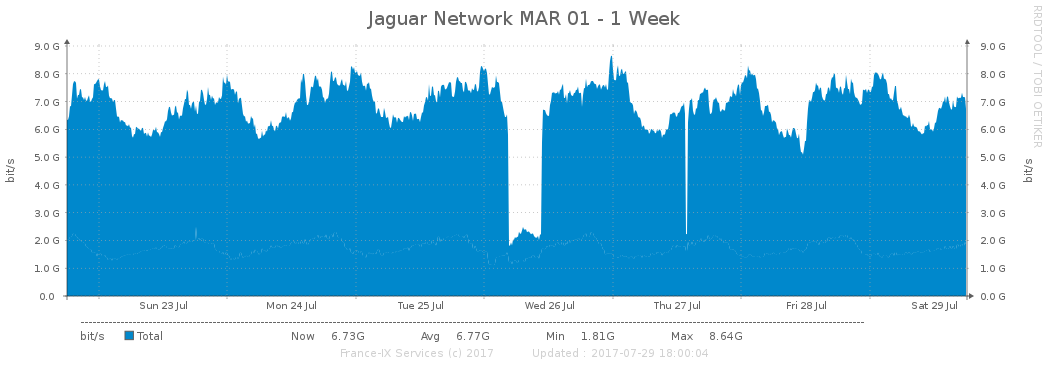 Jaguar Network MAR 01 - 1 Week
RRDTOOL / TOBI OETIKER
bit/s
9.0 G 9.0 G
8.0 G 8.0 G
7.0 G 7.0 G
6.0 G 6.0 G
5.0 G 5.0 G
4.0 G 4.0 G
3.0 G 3.0 G
2.0 G 2.0 G
1.0 G 1.0 G
0.0 0.0 G
bit/s
Sun 23 Jul Mon 24 Jul Tue 25 Jul Wed 26 Jul Thu 27 Jul Fri 28 Jul Sat 29 Jul
bit/s Total Now 6.73G Avg 6.77G Min 1.81G Max 8.64G
France-IX Services (c) 2017 Updated : 2017-07-29 18:00:04